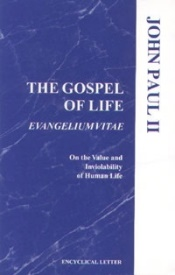 JOHN PAUL II
THE GOSPEL
OF LIFE
EVANGELIUM VITAE
On the Value and
Inviolability
of Human Life
ENCYCLICAL LETTER